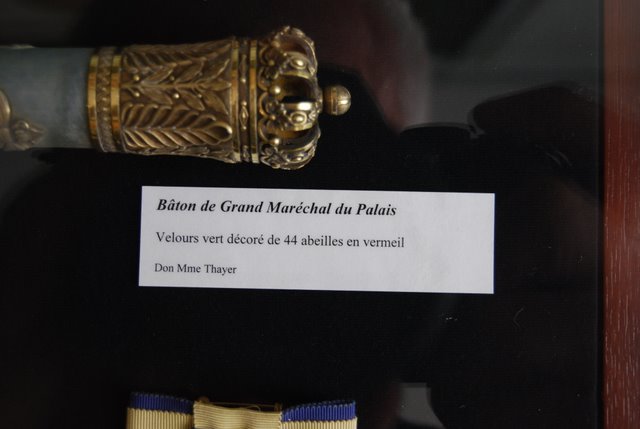 Bâton de Grand Maréchal du Palais
Velours vert décoré de 44 abeilles en vermeil
Don Mme Thayer